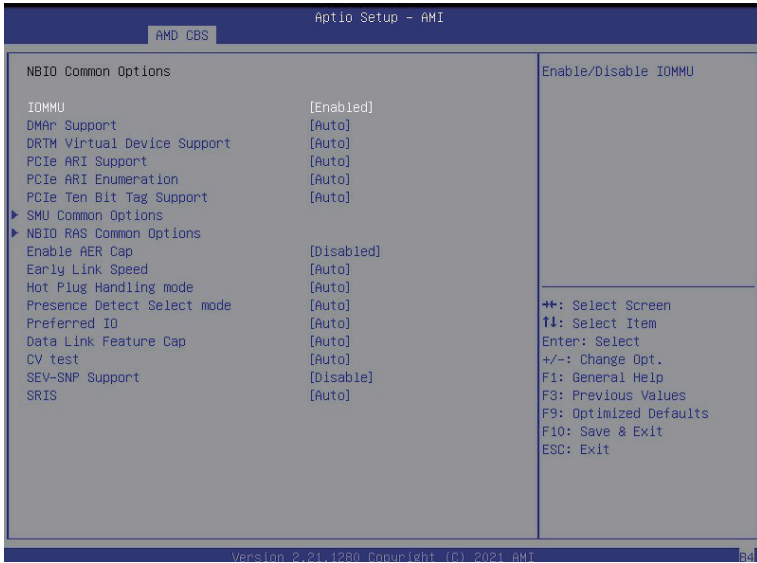 Aptio Setup – AMI
AMD CBS
NBIO Common Options
Enable/Disable IOMMU
IOMMU [Enabled]
DMAr Support [Auto]
DRTM Virtual Device Support [Auto]
PCIe ARI Support [Auto]
PCIe ARI Enumeration [Auto]
PCIe Ten Bit Tag Support [Auto]
SMU Common Options
NBIO RAS Common Options
Enable AER Cap [Disabled]
Early Link Speed [Auto]
Hot Plug Handling mode [Auto]
Presence Detect Select mode [Auto]
Preferred IO [Auto]
Data Link Feature Cap [Auto]
CV test [Auto]
SEV-SNP Support [Disable]
SRIS [Auto]
→←: Select Screen
↑↓: Select Item
Enter: Select
+/-: Change Opt.
F1: General Help
F3: Previous Values
F9: Optimized Defaults
F10: Save & Exit
ESC: Exit
Version 2.21.1280 Copyright (C) 2021 AMI
B4